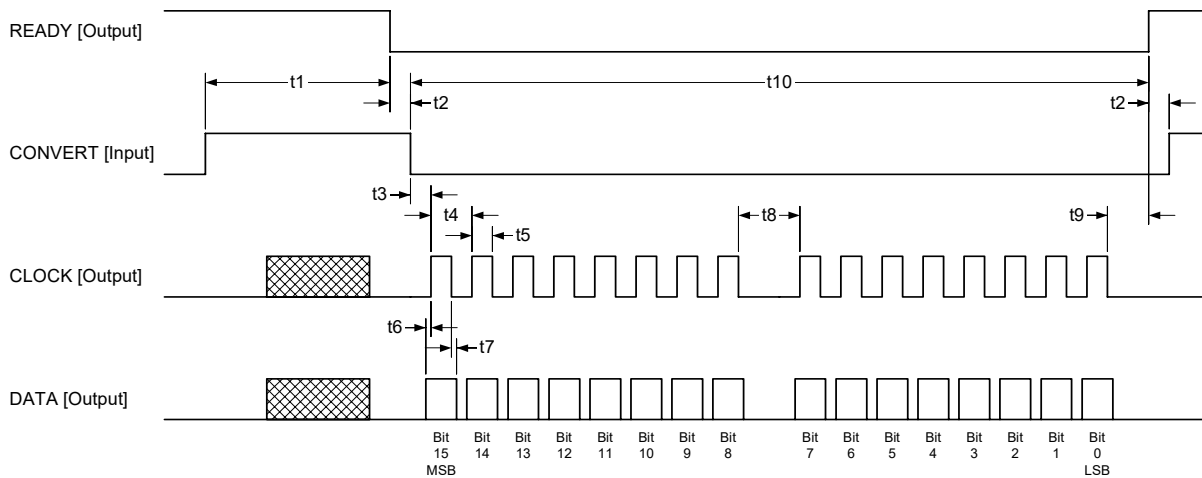 READY [Output]
t1
t10
t2
t2
CONVERT [Input]
t3
t4
t8
t9
t5
CLOCK [Output]
t6
t7
DATA [Output]
Bit Bit Bit Bit Bit Bit Bit Bit Bit Bit Bit Bit Bit Bit Bit Bit
15 14 13 12 11 10 9 8 7 6 5 4 3 2 1 0
MSB LSB